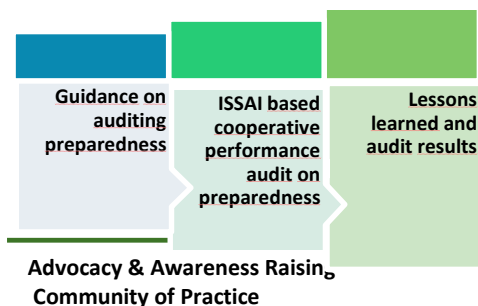 Guidance on
auditing
preparedness
ISSAI based
cooperative
performance
audit on
preparedness
Lessons
learned and
audit results
Advocacy & Awareness Raising
Community of Practice